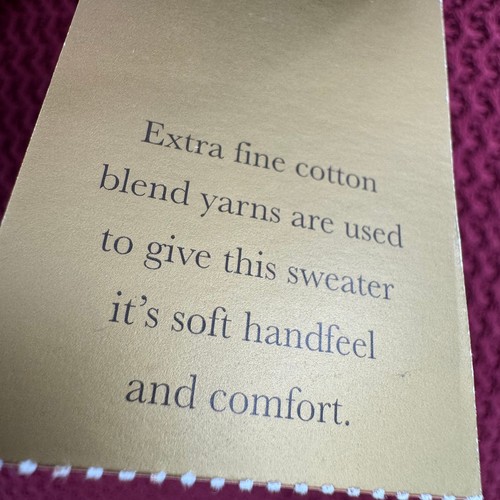 Extra fine cotton
blend yarns are used
to give this sweater
it's soft handfeel
and comfort.